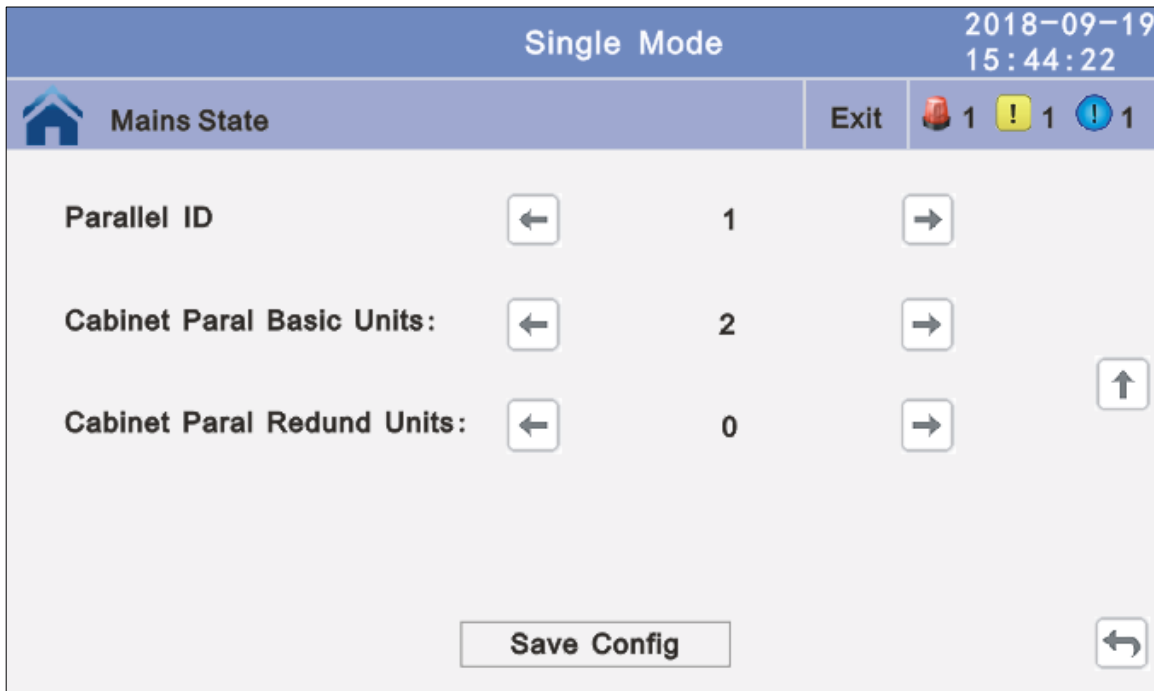 Single Mode
2018-09-19
15:44:22
Mains State
Exit
1
! 1
! 1
Parallel ID
1
Cabinet Paral Basic Units:
2
Cabinet Paral Redund Units:
0
Save Config